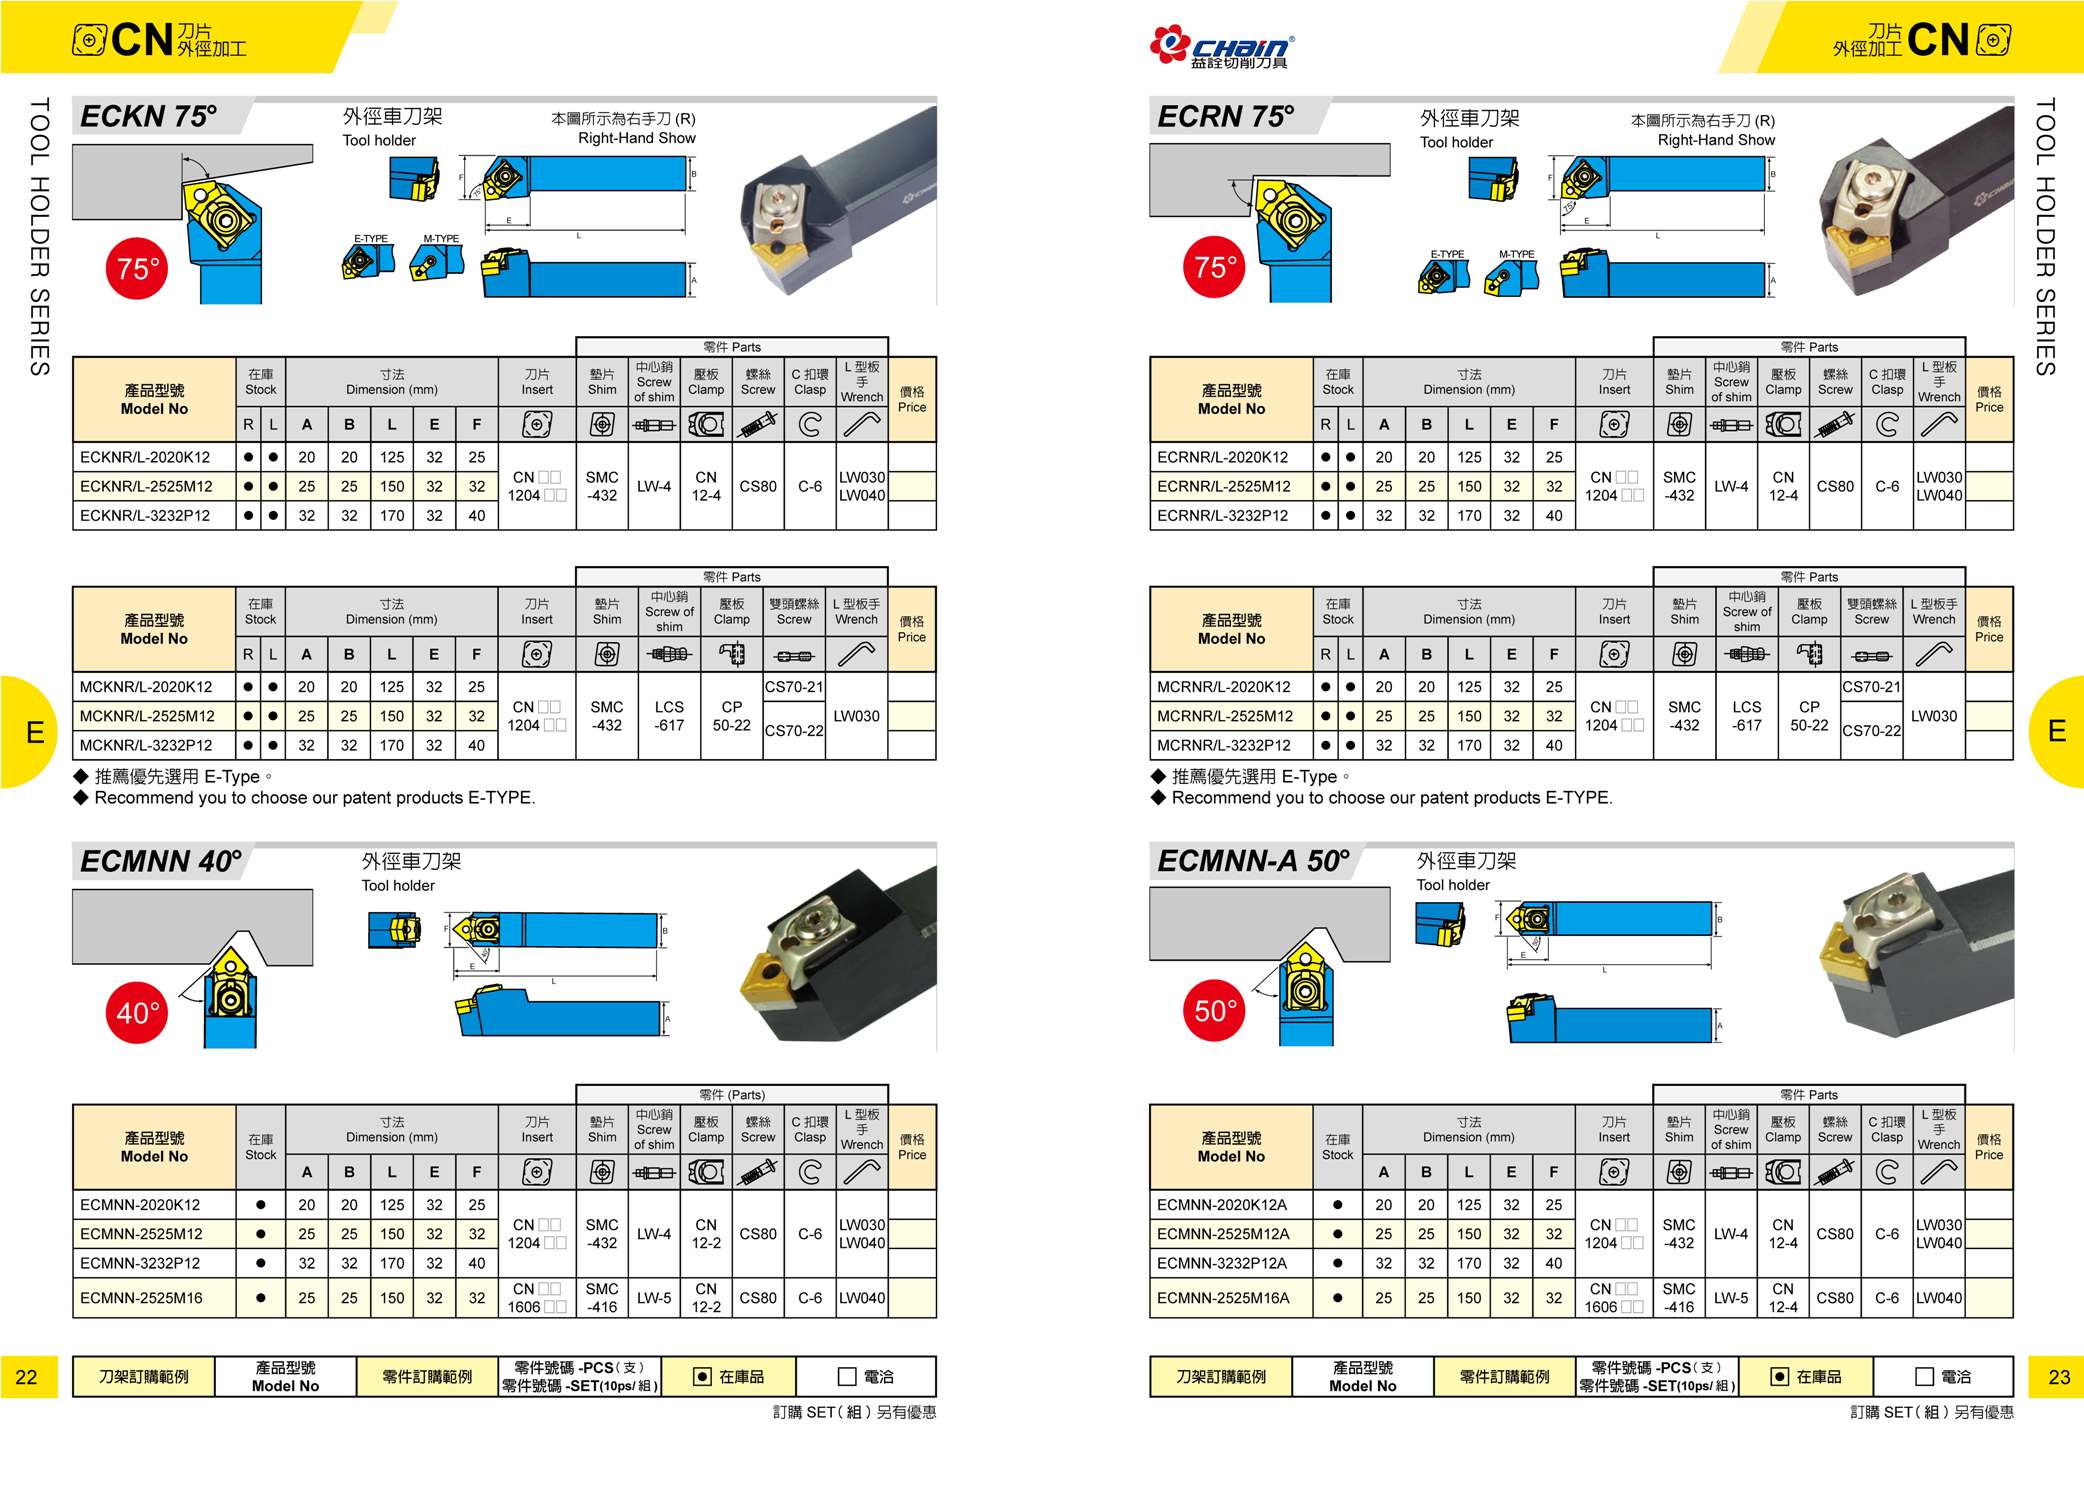 CN 刀片
外徑加工
TOOL HOLDER SERIES
ECKN 75°
外徑車刀架
Tool holder
本圖所示為右手刀 (R)
Right-Hand Show
75°
F 75° E L B
E-TYPE M-TYPE
A
零件 Parts
產品型號 Model No
在庫 Stock
寸法 Dimension (mm)
刀片 Insert
墊片 Shim
中心銷 Screw of shim
壓板 Clamp
螺絲 Screw
C 扣環 Clasp
L 型板手 Wrench
價格 Price
R L A B L E F
ECKNR/L-2020K12 ● ● 20 20 125 32 25
ECKNR/L-2525M12 ● ● 25 25 150 32 32
ECKNR/L-3232P12 ● ● 32 32 170 32 40
CN □□ 1204 □□ SMC -432 LW-4 CN 12-4 CS80 C-6 LW030 LW040
零件 Parts
產品型號 Model No
在庫 Stock
寸法 Dimension (mm)
刀片 Insert
墊片 Shim
中心銷 Screw of shim
壓板 Clamp
雙頭螺絲 Screw
L 型板手 Wrench
價格 Price
R L A B L E F
MCKNR/L-2020K12 ● ● 20 20 125 32 25
MCKNR/L-2525M12 ● ● 25 25 150 32 32
MCKNR/L-3232P12 ● ● 32 32 170 32 40
CN □□ 1204 □□ SMC -432 LCS -617 CP 50-22 CS70-21 CS70-22 LW030
E
◆ 推薦優先選用 E-Type。
◆ Recommend you to choose our patent products E-TYPE.
ECMNN 40°
外徑車刀架
Tool holder
40°
F 40° E L B
A
零件 (Parts)
產品型號 Model No
在庫 Stock
寸法 Dimension (mm)
刀片 Insert
墊片 Shim
中心銷 Screw of shim
壓板 Clamp
螺絲 Screw
C 扣環 Clasp
L 型板手 Wrench
價格 Price
A B L E F
ECMNN-2020K12 ● 20 20 125 32 25
ECMNN-2525M12 ● 25 25 150 32 32
ECMNN-3232P12 ● 32 32 170 32 40
CN □□ 1204 □□ SMC -432 LW-4 CN 12-2 CS80 C-6 LW030 LW040
ECMNN-2525M16 ● 25 25 150 32 32 CN □□ 1606 □□ SMC -416 LW-5 CN 12-2 CS80 C-6 LW040
22
刀架訂購範例
產品型號 Model No
零件訂購範例
零件號碼 -PCS（支）
零件號碼 -SET(10ps/ 組）
● 在庫品
□ 電洽
訂購 SET（組）另有優惠
CHAIN®
益詮切削刀具
刀片
外徑加工 CN
TOOL HOLDER SERIES
ECRN 75°
外徑車刀架
Tool holder
本圖所示為右手刀 (R)
Right-Hand Show
75°
F 75° E L B
E-TYPE M-TYPE
A
零件 Parts
產品型號 Model No
在庫 Stock
寸法 Dimension (mm)
刀片 Insert
墊片 Shim
中心銷 Screw of shim
壓板 Clamp
螺絲 Screw
C 扣環 Clasp
L 型板手 Wrench
價格 Price
R L A B L E F
ECRNR/L-2020K12 ● ● 20 20 125 32 25
ECRNR/L-2525M12 ● ● 25 25 150 32 32
ECRNR/L-3232P12 ● ● 32 32 170 32 40
CN □□ 1204 □□ SMC -432 LW-4 CN 12-4 CS80 C-6 LW030 LW040
零件 Parts
產品型號 Model No
在庫 Stock
寸法 Dimension (mm)
刀片 Insert
墊片 Shim
中心銷 Screw of shim
壓板 Clamp
雙頭螺絲 Screw
L 型板手 Wrench
價格 Price
R L A B L E F
MCRNR/L-2020K12 ● ● 20 20 125 32 25
MCRNR/L-2525M12 ● ● 25 25 150 32 32
MCRNR/L-3232P12 ● ● 32 32 170 32 40
CN □□ 1204 □□ SMC -432 LCS -617 CP 50-22 CS70-21 CS70-22 LW030
E
◆ 推薦優先選用 E-Type。
◆ Recommend you to choose our patent products E-TYPE.
ECMNN-A 50°
外徑車刀架
Tool holder
50°
F 50° E L B
A
零件 Parts
產品型號 Model No
在庫 Stock
寸法 Dimension (mm)
刀片 Insert
墊片 Shim
中心銷 Screw of shim
壓板 Clamp
螺絲 Screw
C 扣環 Clasp
L 型板手 Wrench
價格 Price
A B L E F
ECMNN-2020K12A ● 20 20 125 32 25
ECMNN-2525M12A ● 25 25 150 32 32
ECMNN-3232P12A ● 32 32 170 32 40
CN □□ 1204 □□ SMC -432 LW-4 CN 12-4 CS80 C-6 LW030 LW040
ECMNN-2525M16A ● 25 25 150 32 32 CN □□ 1606 □□ SMC -416 LW-5 CN 12-4 CS80 C-6 LW040
刀架訂購範例
產品型號 Model No
零件訂購範例
零件號碼 -PCS（支）
零件號碼 -SET(10ps/ 組）
● 在庫品
□ 電洽
23
訂購 SET（組）另有優惠